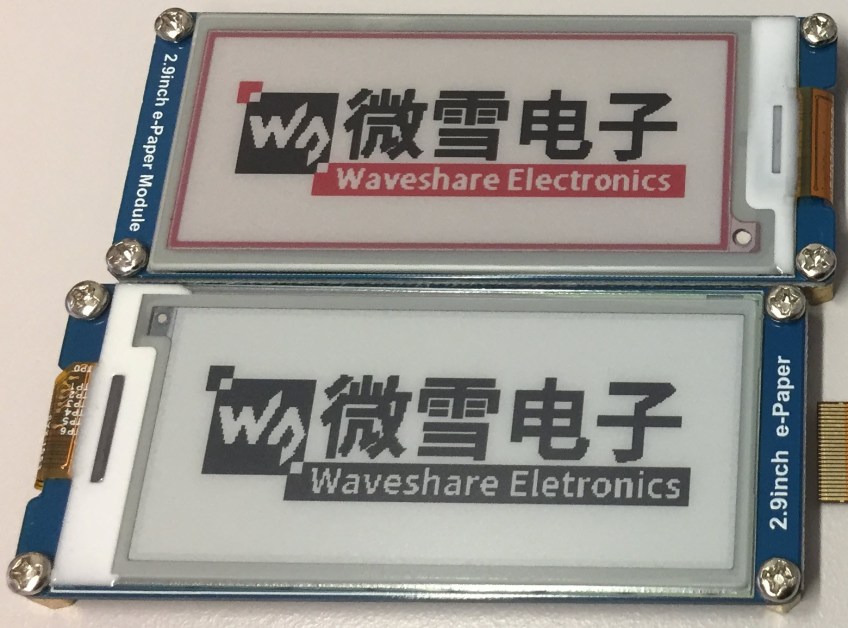 2.9inch e-Paper Module
微雪电子
Waveshare Electronics
微雪电子
Waveshare Eletronics
2.9inch e-Paper